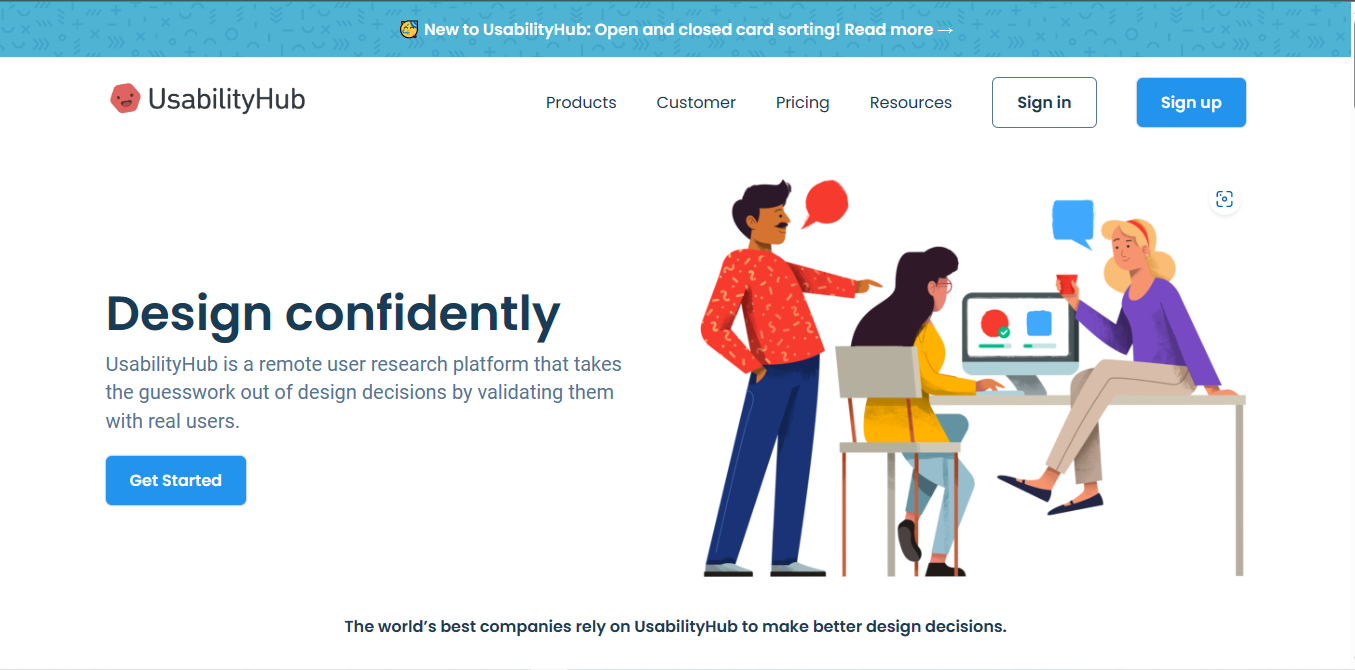 New to UsabilityHub: Open and closed card sorting! Read more →
UsabilityHub
Products
Customer
Pricing
Resources
Sign in
Sign up
Design confidently
UsabilityHub is a remote user research platform that takes
the guesswork out of design decisions by validating them
with real users.
Get Started
The world’s best companies rely on UsabilityHub to make better design decisions.